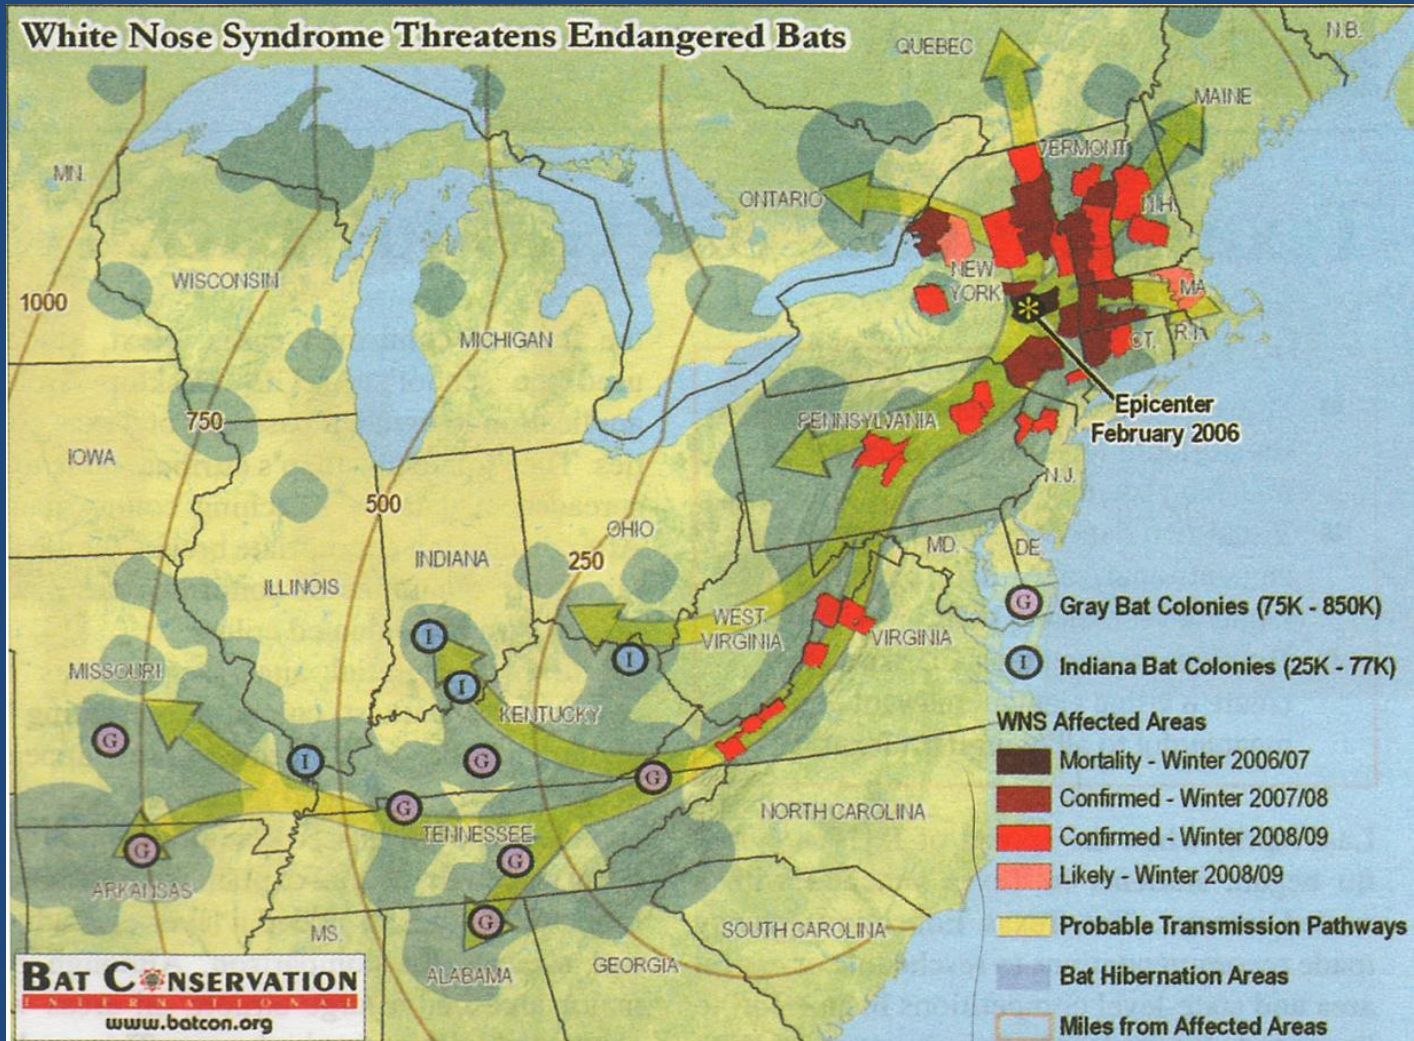 White Nose Syndrome Threatens Endangered Bats
QUEBEC
N.B.
MAINE
MN.
VERMONT
ONTARIO
N.H.
WISCONSIN
NEW
YORK
MA
1000
MICHIGAN
CT.
R.I.
750
PENNSYLVANIA
Epicenter
February 2006
IOWA
N.J.
500
OHIO
INDIANA
250
MD.
DE
ILLINOIS
WEST
VIRGINIA
VIRGINIA
G
Gray Bat Colonies (75K - 850K)
I
I
I
Indiana Bat Colonies (25K - 77K)
MISSOURI
I
KENTUCKY
WNS Affected Areas
G
I
G
G
Mortality - Winter 2006/07
G
Confirmed - Winter 2007/08
NORTH CAROLINA
TENNESSEE
Confirmed - Winter 2008/09
G
G
ARKANSAS
Likely - Winter 2008/09
G
MS.
SOUTH CAROLINA
Probable Transmission Pathways
ALABAMA
GEORGIA
Bat Hibernation Areas
BAT CONSERVATION
INTERNATIONAL
www.batcon.org
Miles from Affected Areas